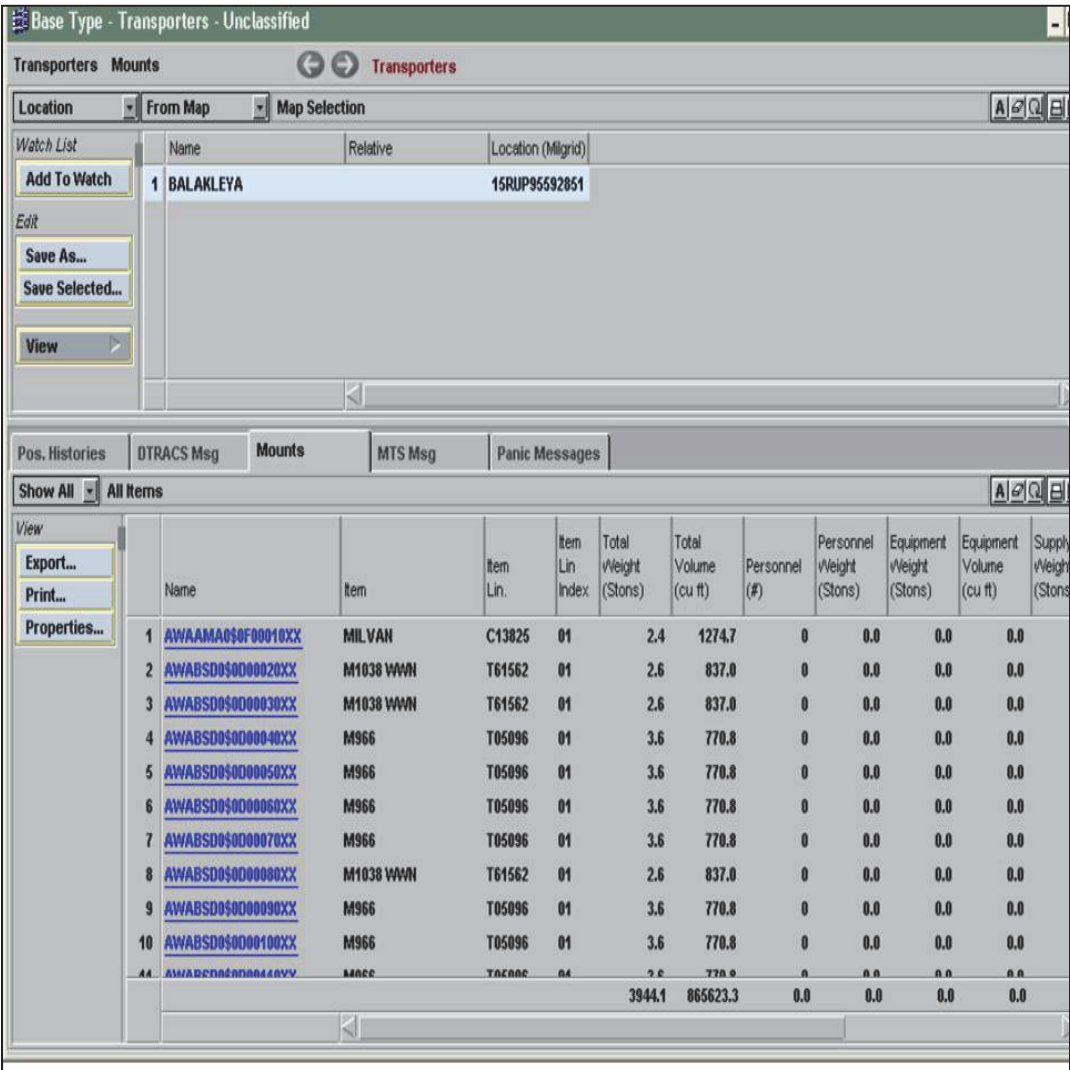 Base Type - Transporters - Unclassified
Transporters Mounts Transporters
Location From Map Map Selection A
Watch List Name Relative Location (Milgrid)
Add To Watch 1 BALAKLEYA 15RUP95592851
Edit
Save As...
Save Selected...
View
Pos. Histories DTRACS Msg Mounts MTS Msg Panic Messages
Show All All Items A
View
Export...
Print...
Properties...
Name Item Item Lin. Item Lin Index Total Weight (Stons) Total Volume (cu ft) Personnel (#) Personnel Weight (Stons) Equipment Weight (Stons) Equipment Volume (cu ft) Supply
1 AWAAMA0$0F00010XX MILVAN C13825 01 2.4 1274.7 0 0.0 0.0 0.0
2 AWABSD0$0D00020XX M1038 WWN T61562 01 2.6 837.0 0 0.0 0.0 0.0
3 AWABSD0$0D00030XX M1038 WWN T61562 01 2.6 837.0 0 0.0 0.0 0.0
4 AWABSD0$0D00040XX M966 T05096 01 3.6 770.8 0 0.0 0.0 0.0
5 AWABSD0$0D00050XX M966 T05096 01 3.6 770.8 0 0.0 0.0 0.0
6 AWABSD0$0D00060XX M966 T05096 01 3.6 770.8 0 0.0 0.0 0.0
7 AWABSD0$0D00070XX M966 T05096 01 3.6 770.8 0 0.0 0.0 0.0
8 AWABSD0$0D00080XX M1038 WWN T61562 01 2.6 837.0 0 0.0 0.0 0.0
9 AWABSD0$0D00090XX M966 T05096 01 3.6 770.8 0 0.0 0.0 0.0
10 AWABSD0$0D00100XX M966 T05096 01 3.6 770.8 0 0.0 0.0 0.0
3944.1 865623.3 0.0 0.0 0.0 0.0